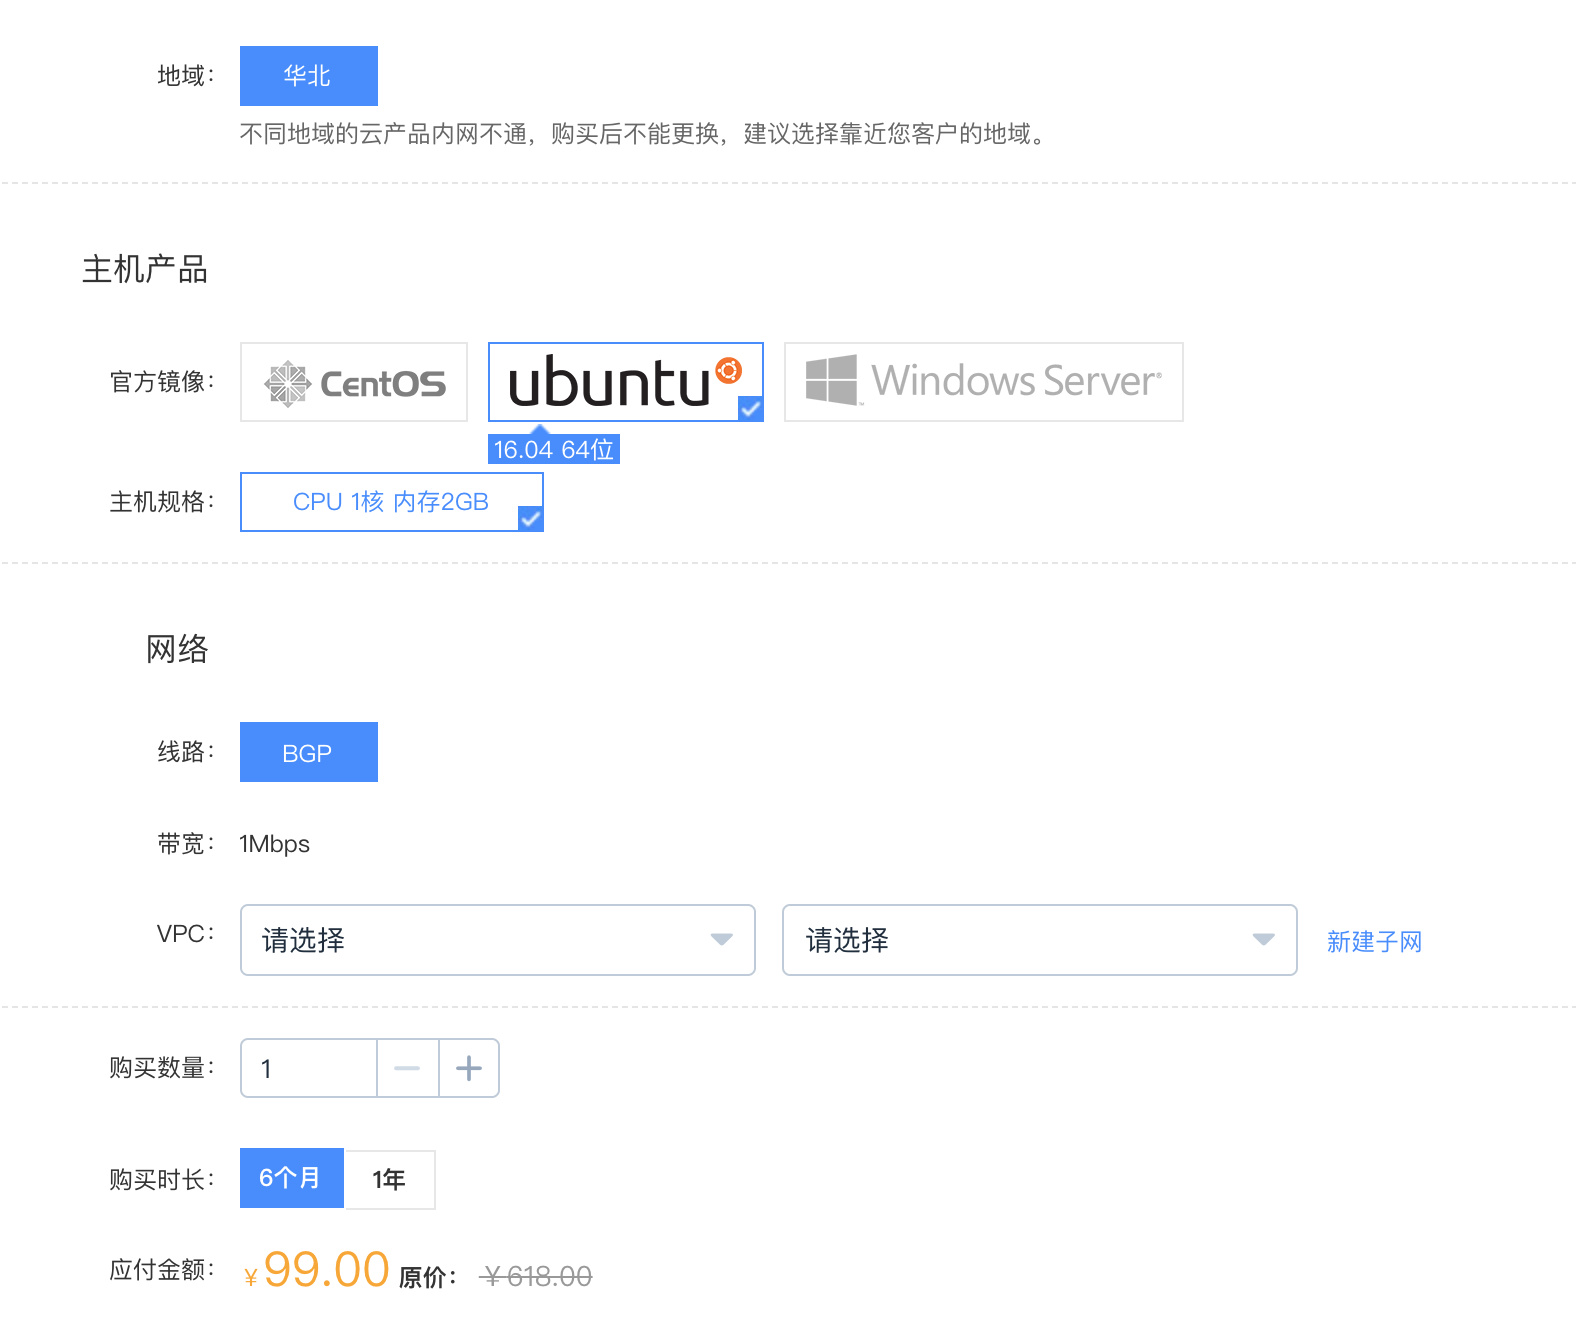 地域： 华北
不同地域的云产品内网不通，购买后不能更换，建议选择靠近您客户的地域。
主机产品
官方镜像： CentOS ubuntu Windows Server®
16.04 64位
主机规格： CPU 1核 内存2GB
网络
线路： BGP
带宽： 1Mbps
VPC： 请选择 请选择 新建子网
购买数量： 1
购买时长： 6个月 1年
应付金额： ¥99.00 原价： ¥618.00